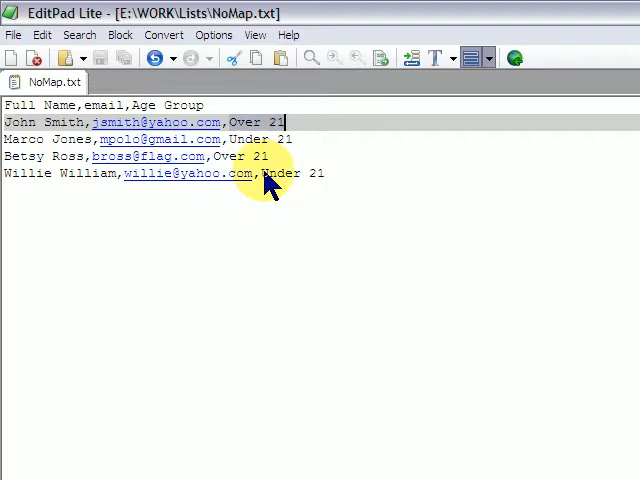 EditPad Lite - [E:\WORK\Lists\NoMap.txt]
File Edit Search Block Convert Options View Help
NoMap.txt
Full Name,email,Age Group
John Smith,jsmith@yahoo.com,Over 21
Marco Jones,mpolo@gmail.com,Under 21
Betsy Ross,bross@flag.com,Over 21
Willie William,willie@yahoo.com,Under 21